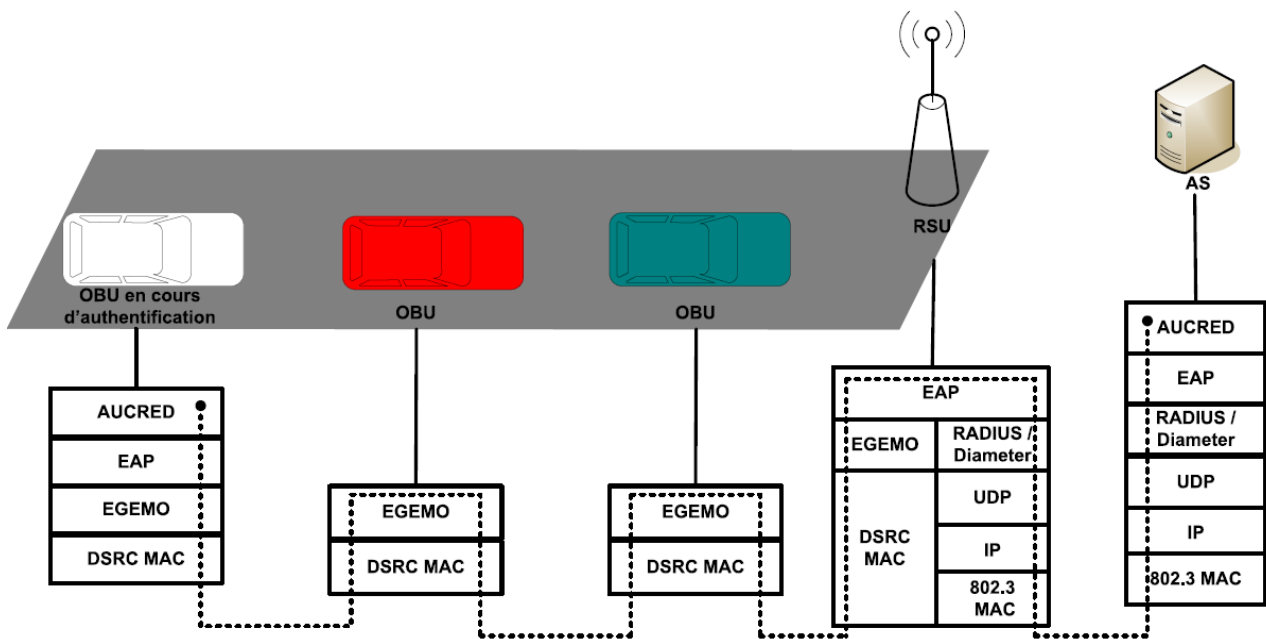 AS
RSU
OBU en cours
d'authentification
OBU
OBU
AUCRED
EAP
EGEMO
DSRC MAC
EGEMO
DSRC MAC
EGEMO
DSRC MAC
EAP
EGEMO
RADIUS /
Diameter
DSRC
MAC
UDP
IP
802.3
MAC
AUCRED
EAP
RADIUS /
Diameter
UDP
IP
802.3 MAC